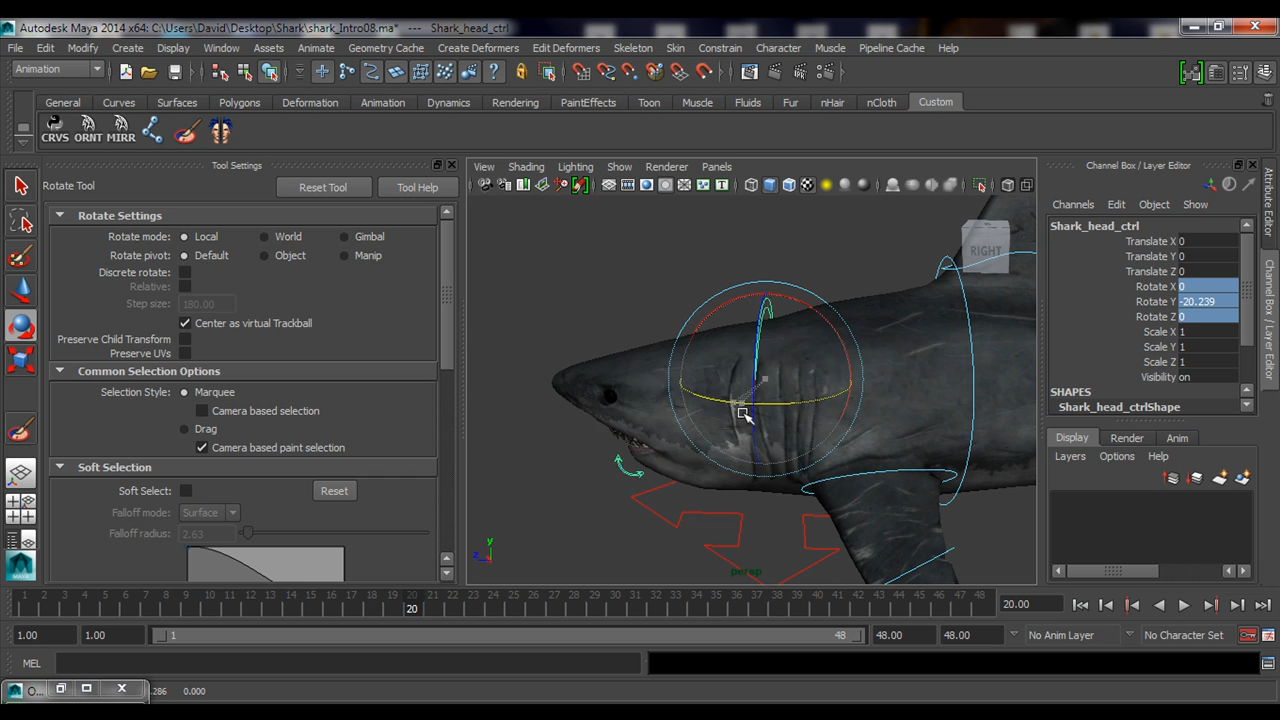 Autodesk Maya 2014 x64: C:\Users\David\Desktop\Shark\shark_Intro08.ma* --- Shark_head_ctrl
File Edit Modify Create Display Window Assets Animate Geometry Cache Create Deformers Edit Deformers Skeleton Skin Constrain Character Muscle Pipeline Cache Help
Animation
General Curves Surfaces Polygons Deformation Animation Dynamics Rendering PaintEffects Toon Muscle Fluids Fur nHair nCloth Custom
CRVS ORNT MIRR
Tool Settings
Rotate Tool Reset Tool Tool Help
Rotate Settings
Rotate mode: Local World Gimbal
Rotate pivot: Default Object Manip
Discrete rotate:
Relative:
Step size: 180.00
Center as virtual Trackball
Preserve Child Transform
Preserve UVs
Common Selection Options
Selection Style: Marquee
Camera based selection
Drag
Camera based paint selection
Soft Selection
Soft Select: Reset
Falloff mode: Surface
Falloff radius: 2.63
View Shading Lighting Show Renderer Panels
RIGHT
y
z
persp
Channel Box / Layer Editor
Channels Edit Object Show
Shark_head_ctrl
Translate X 0
Translate Y 0
Translate Z 0
Rotate X 0
Rotate Y -20.239
Rotate Z 0
Scale X 1
Scale Y 1
Scale Z 1
Visibility on
SHAPES
Shark_head_ctrlShape
Display Render Anim
Layers Options Help
Attribute Editor
Channel Box / Layer Editor
1 2 3 4 5 6 7 8 9 10 11 12 13 14 15 16 17 18 19 20 21 22 23 24 25 26 27 28 29 30 31 32 33 34 35 36 37 38 39 40 41 42 43 44 45 46 47 48
20
20.00
1.00 1.00 1 48 48.00 48.00 No Anim Layer No Character Set
MEL
O... .286 0.000